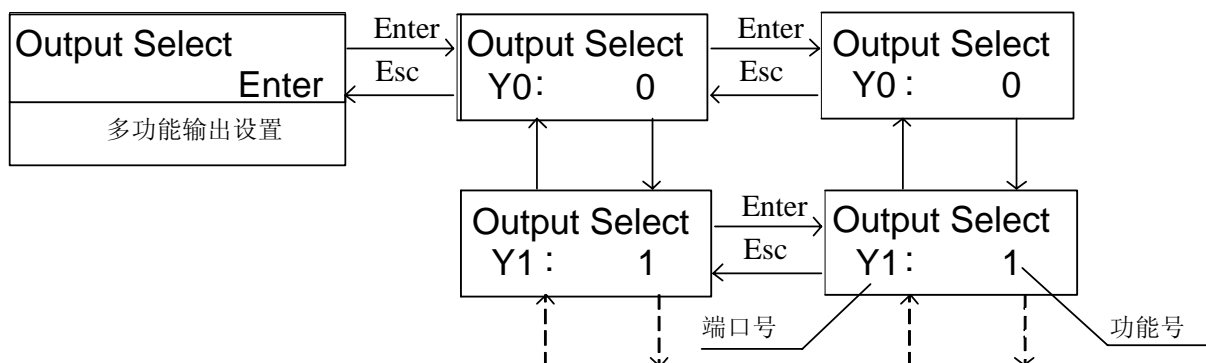 Output Select
Enter
多功能输出设置
Enter
Esc
Output Select
Y0: 0
Enter
Esc
Output Select
Y0: 0
Output Select
Y1: 1
Enter
Esc
Output Select
Y1: 1
端口号
功能号